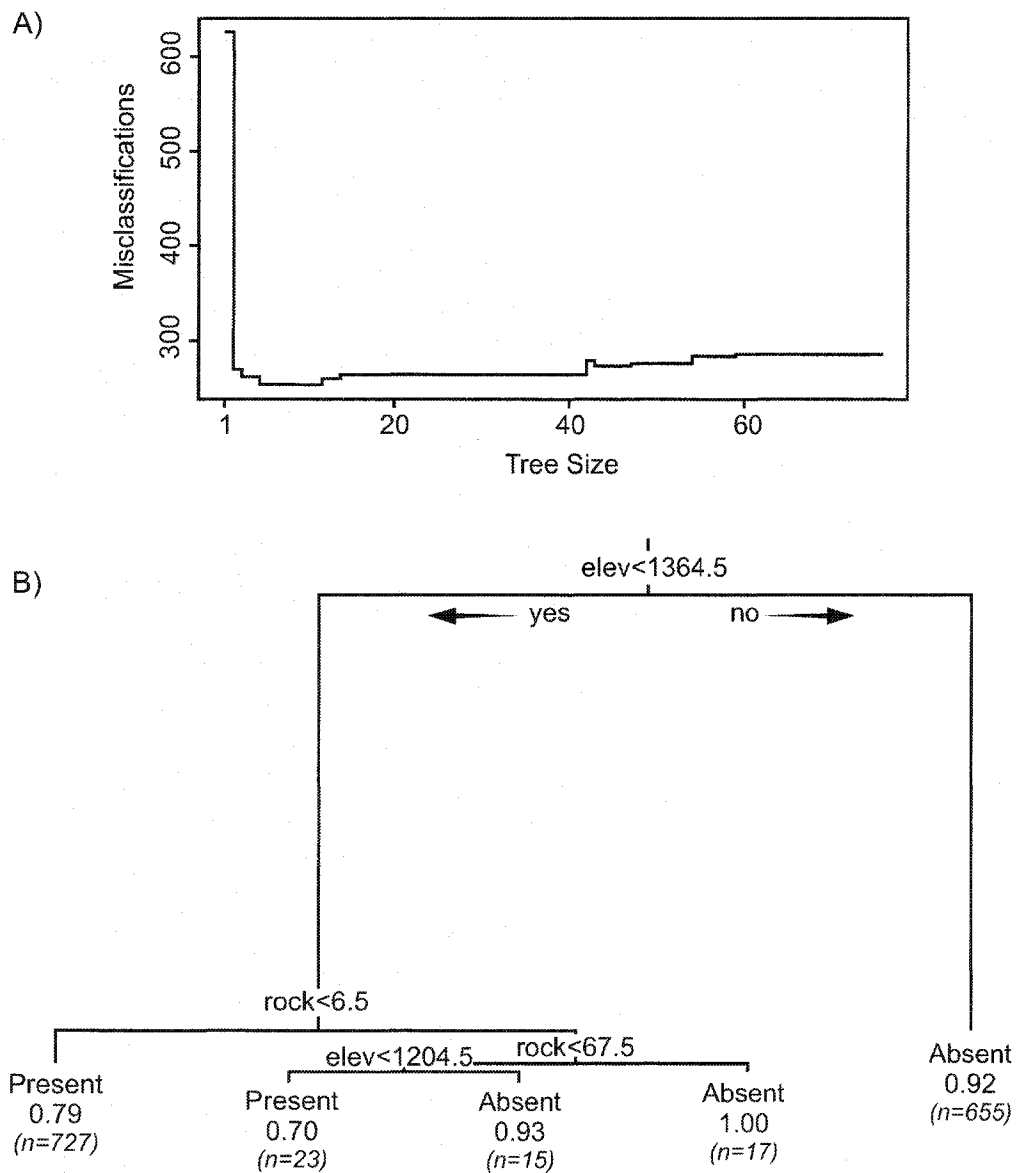 A)
Misclassifications
600
500
400
300
1 20 40 60
Tree Size
B)
elev<1364.5
yes no
rock<6.5
elev<1204.5 rock<67.5
Present
0.79
(n=727)
Present
0.70
(n=23)
Absent
0.93
(n=15)
Absent
1.00
(n=17)
Absent
0.92
(n=655)